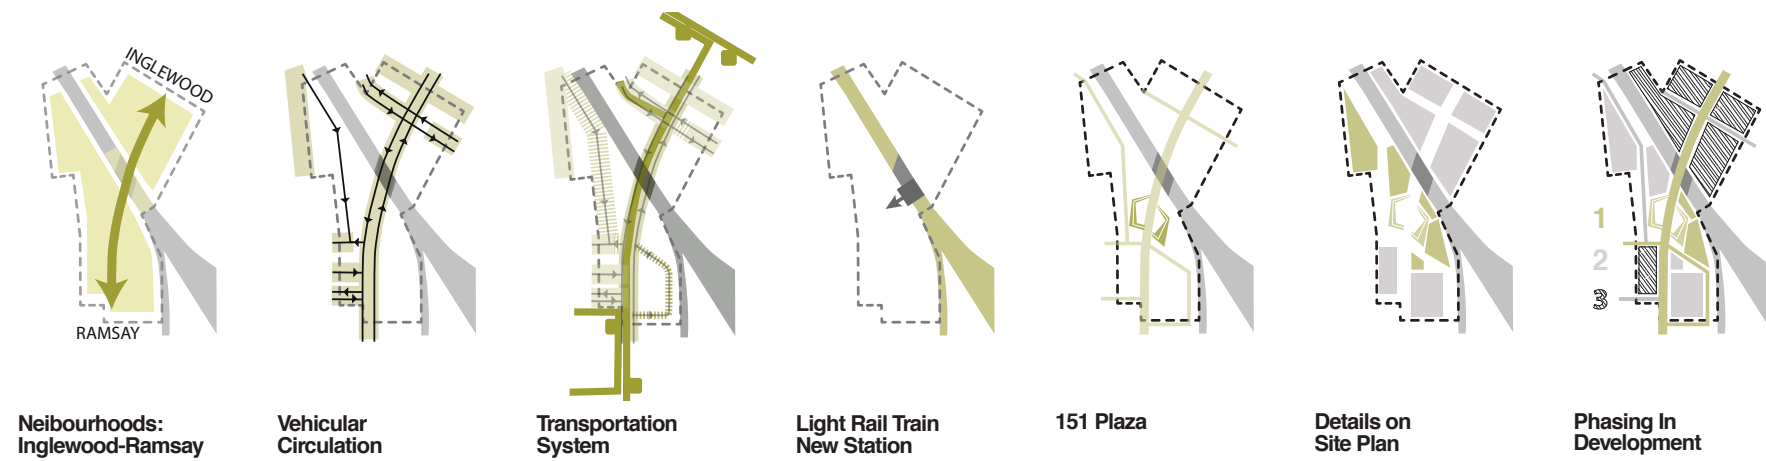 INGLEWOOD
RAMSAY
1
2
3
Neibourhoods:
Inglewood-Ramsay
Vehicular
Circulation
Transportation
System
Light Rail Train
New Station
151 Plaza
Details on
Site Plan
Phasing In
Development